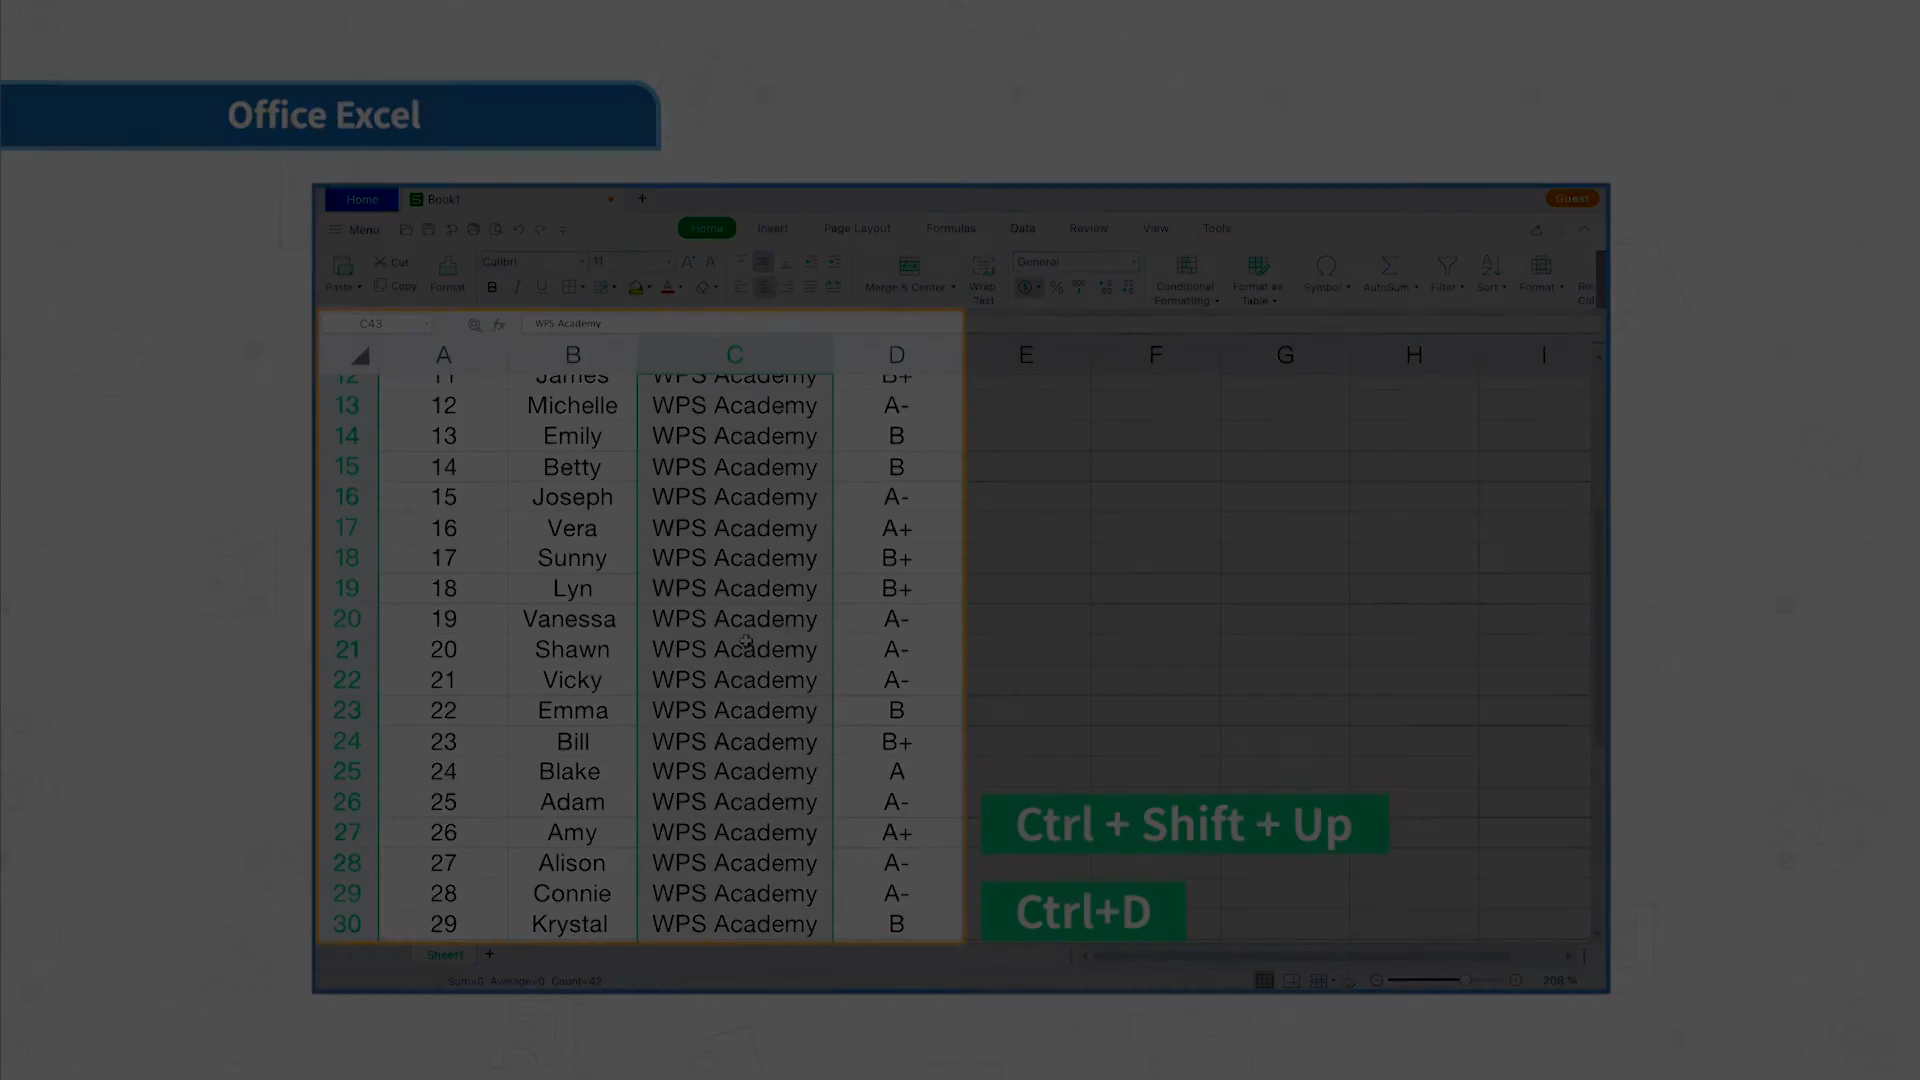 Office Excel
Home Book1 + Guest
Menu Home Insert Page Layout Formulas Data Review View Tools
Cut Calibri 11 General
Paste Copy Format Merge & Center Wrap Text Conditional Formatting Format as Table Symbol AutoSum Filter Sort Format
C43 fx WPS Academy
A B C D E F G H I
12 11 James WPS Academy B+
13 12 Michelle WPS Academy A-
14 13 Emily WPS Academy B
15 14 Betty WPS Academy B
16 15 Joseph WPS Academy A-
17 16 Vera WPS Academy A+
18 17 Sunny WPS Academy B+
19 18 Lyn WPS Academy B+
20 19 Vanessa WPS Academy A-
21 20 Shawn WPS Academy A-
22 21 Vicky WPS Academy A-
23 22 Emma WPS Academy B
24 23 Bill WPS Academy B+
25 24 Blake WPS Academy A
26 25 Adam WPS Academy A-
27 26 Amy WPS Academy A+
28 27 Alison WPS Academy A-
29 28 Connie WPS Academy A-
30 29 Krystal WPS Academy B
Ctrl + Shift + Up
Ctrl+D
Sheet1 +
Sum=0 Average=0 Count=42 208 %